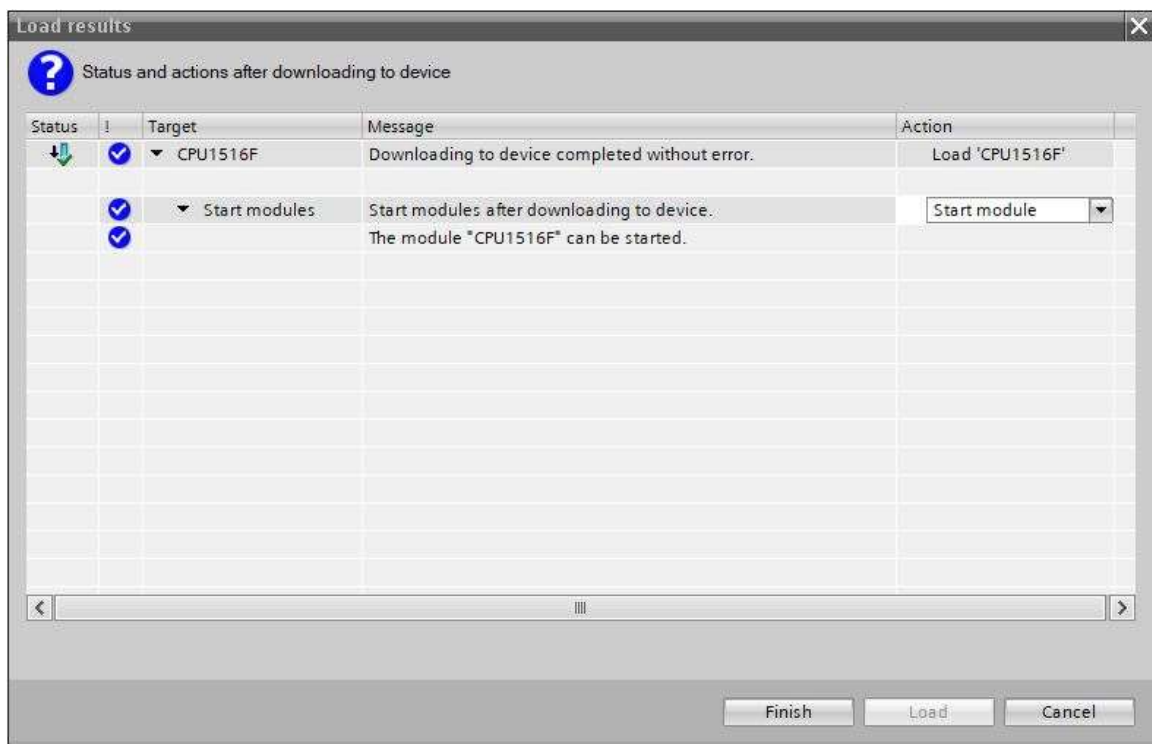 Load results
Status and actions after downloading to device
Status ! Target Message Action
CPU1516F Downloading to device completed without error. Load 'CPU1516F'
Start modules Start modules after downloading to device. Start module
The module "CPU1516F" can be started.
Finish Load Cancel